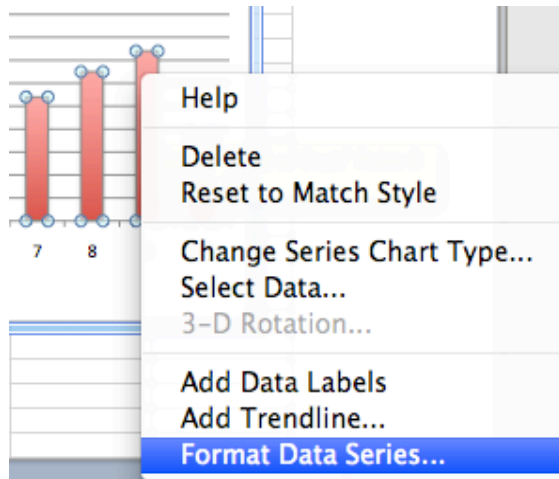 Help
Delete
Reset to Match Style
7 8
Change Series Chart Type...
Select Data...
3-D Rotation...
Add Data Labels
Add Trendline...
Format Data Series...